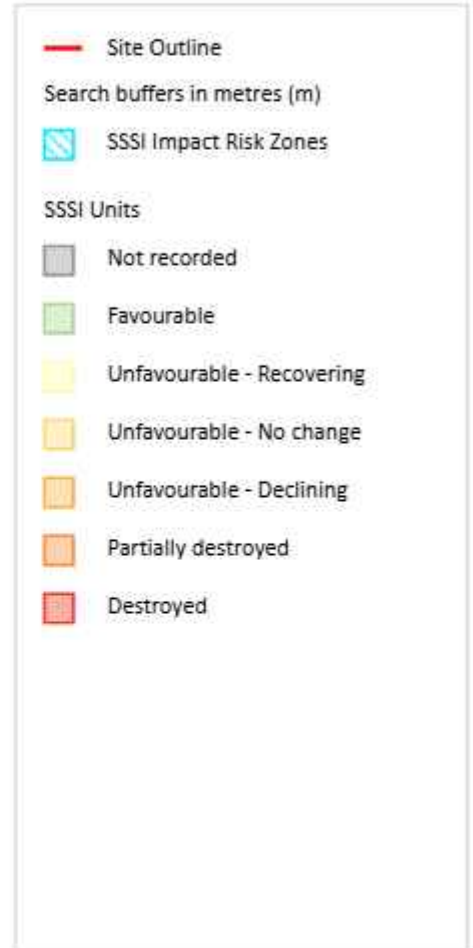 Site Outline
Search buffers in metres (m)
SSSI Impact Risk Zones
SSSI Units
Not recorded
Favourable
Unfavourable - Recovering
Unfavourable - No change
Unfavourable - Declining
Partially destroyed
Destroyed